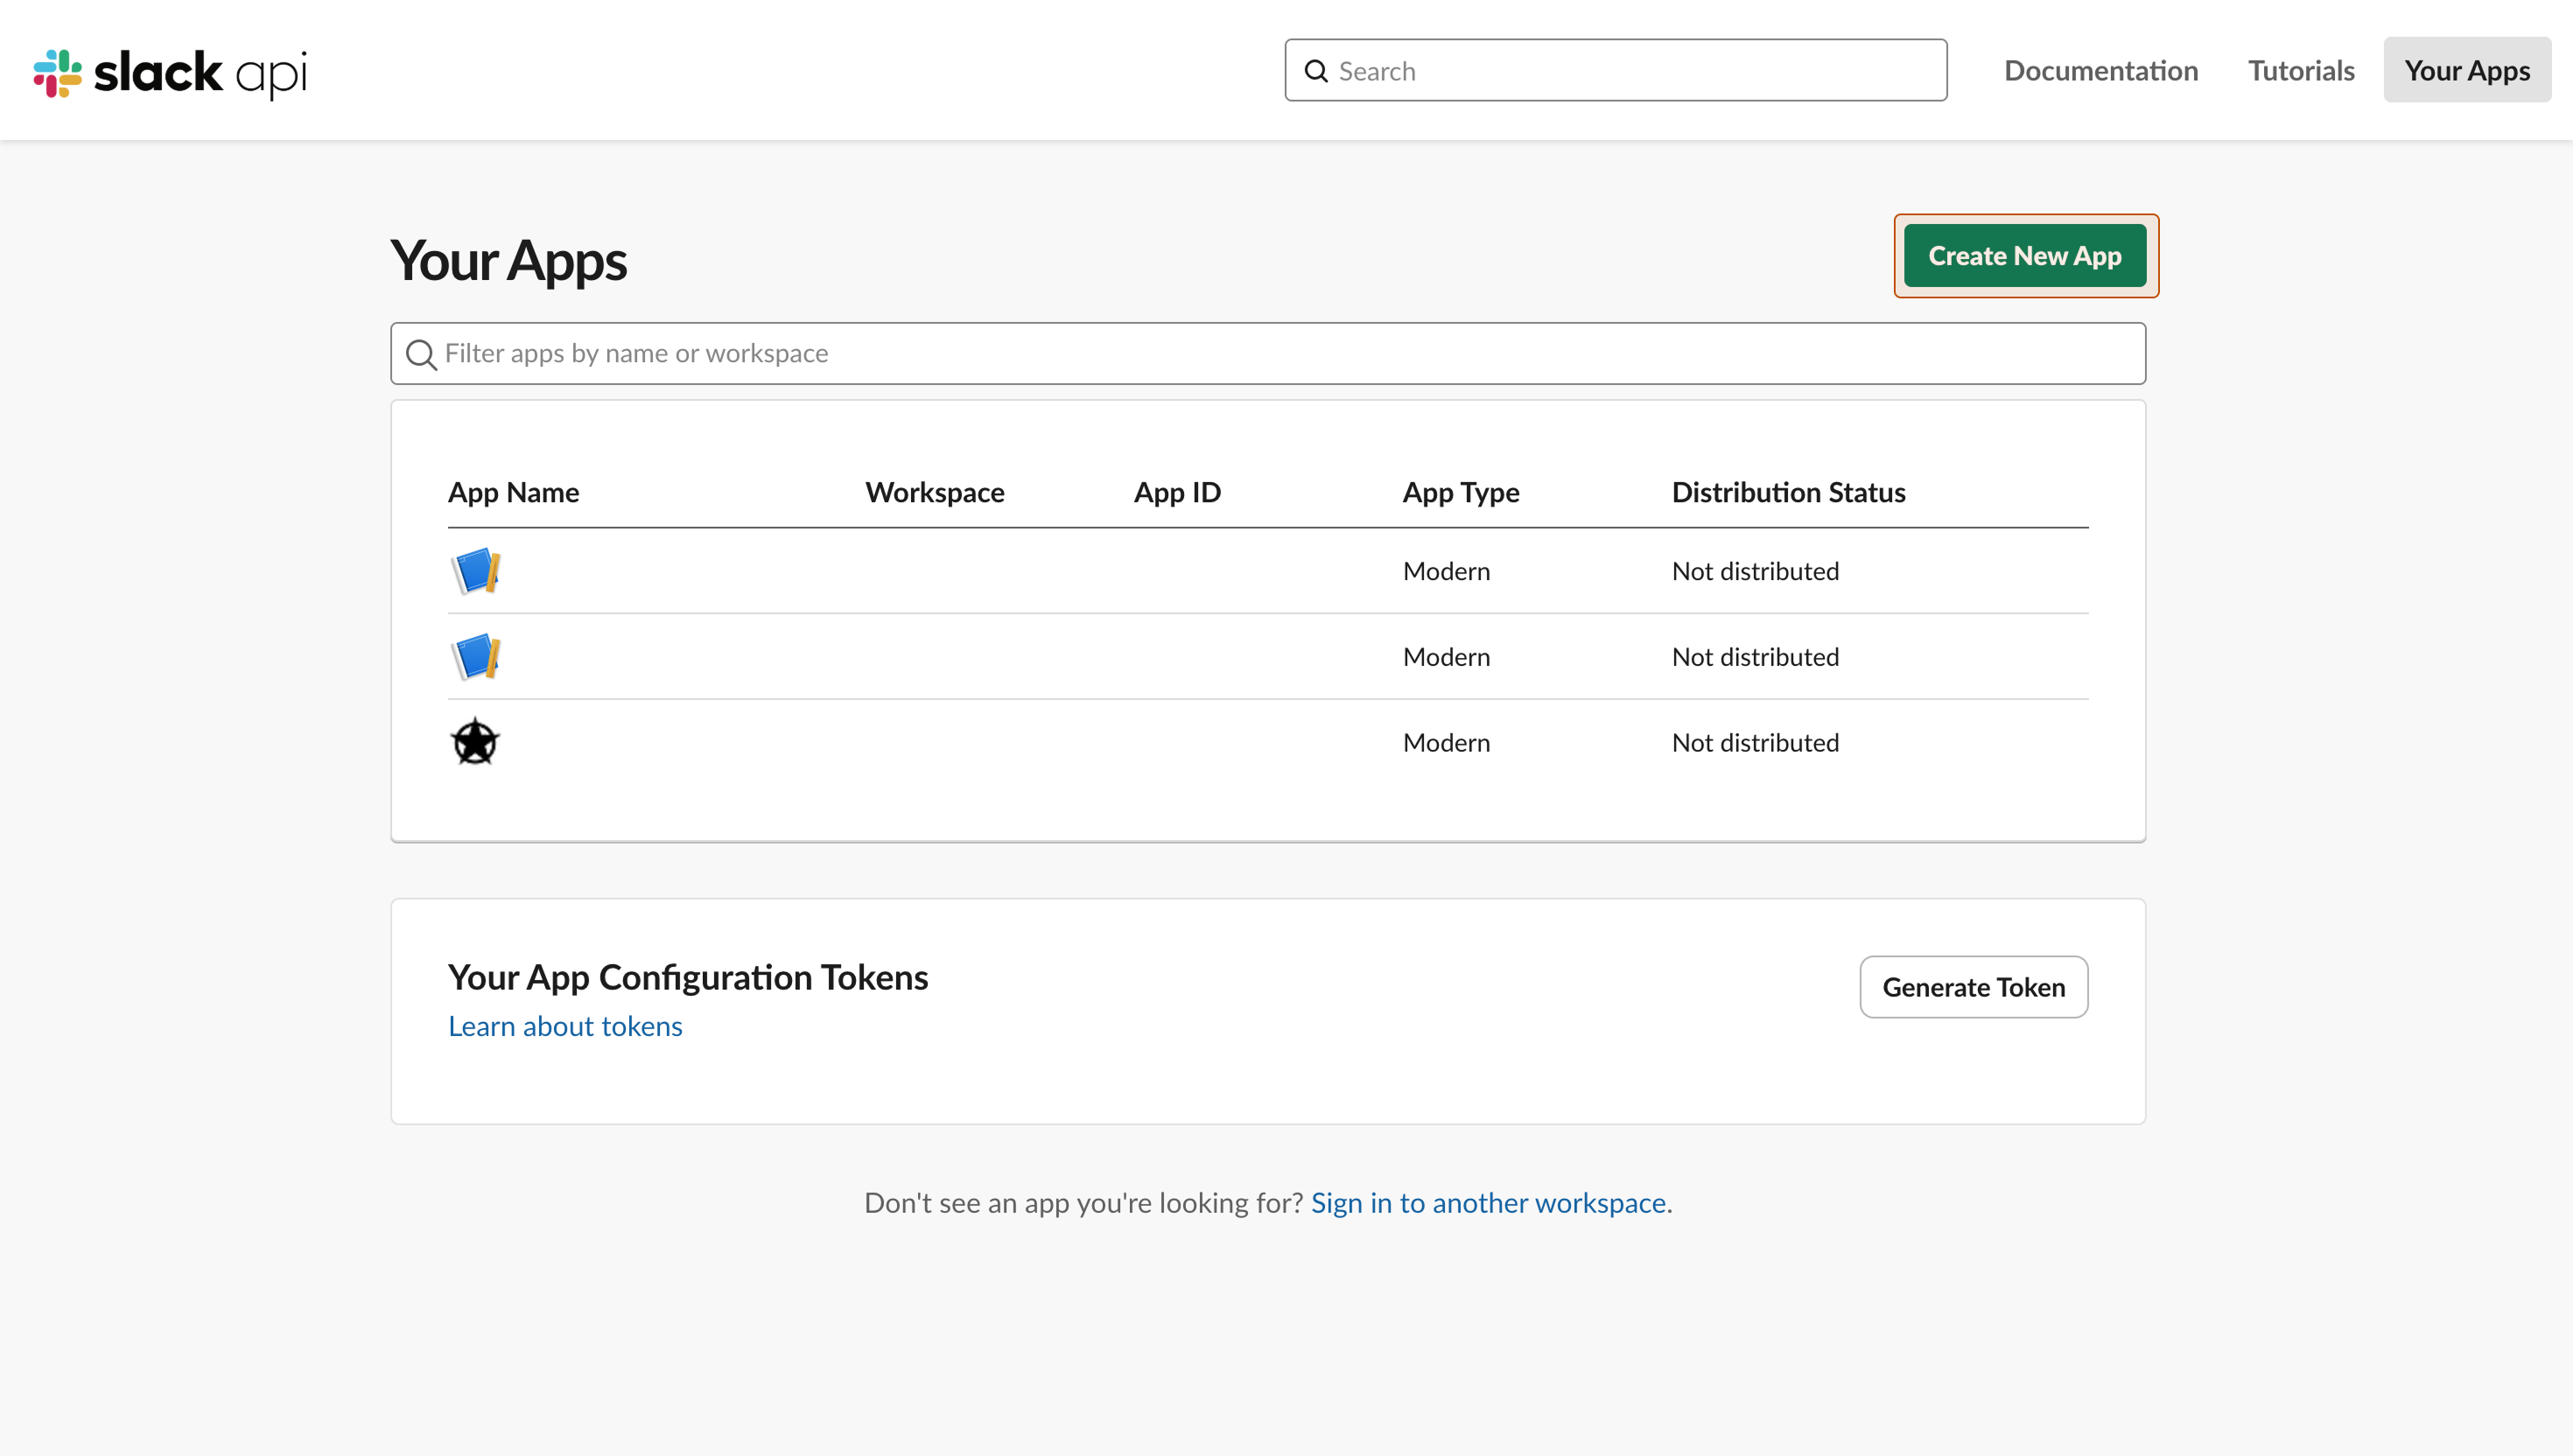 slack api
Search
Documentation
Tutorials
Your Apps
Your Apps
Create New App
Filter apps by name or workspace
App Name Workspace App ID App Type Distribution Status
Modern Not distributed
Modern Not distributed
Modern Not distributed
Your App Configuration Tokens
Generate Token
Learn about tokens
Don't see an app you're looking for? Sign in to another workspace.